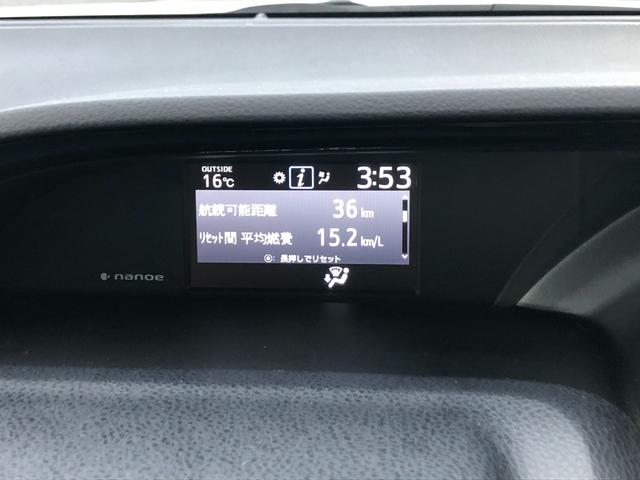 OUTSIDE
16℃
i
3:53
航続可能距離 36 km
リセット間 平均燃費 15.2 km/L
: 長押しでリセット
nanoe